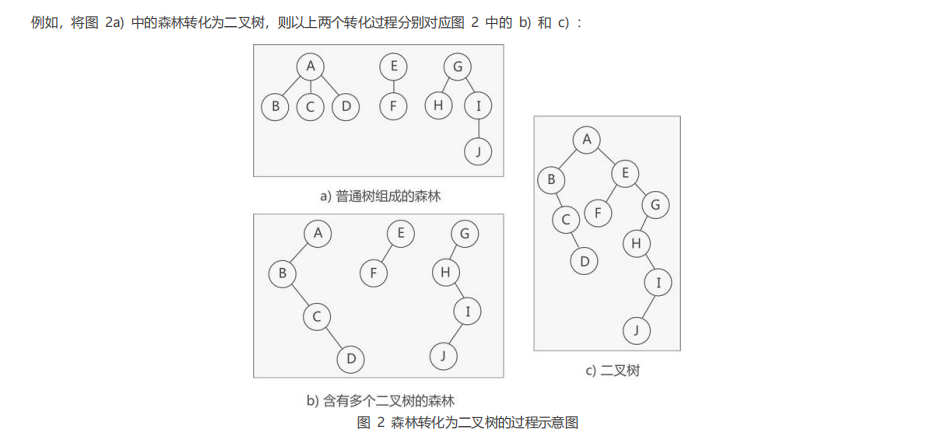 例如，将图 2a) 中的森林转化为二叉树，则以上两个转化过程分别对应图 2 中的 b) 和 c) ：
A E G
B C D F H I
J
a) 普通树组成的森林
A E G
B F H
C I
D J
b) 含有多个二叉树的森林
A
B E
C F G
D H
I
J
c) 二叉树
图 2 森林转化为二叉树的过程示意图